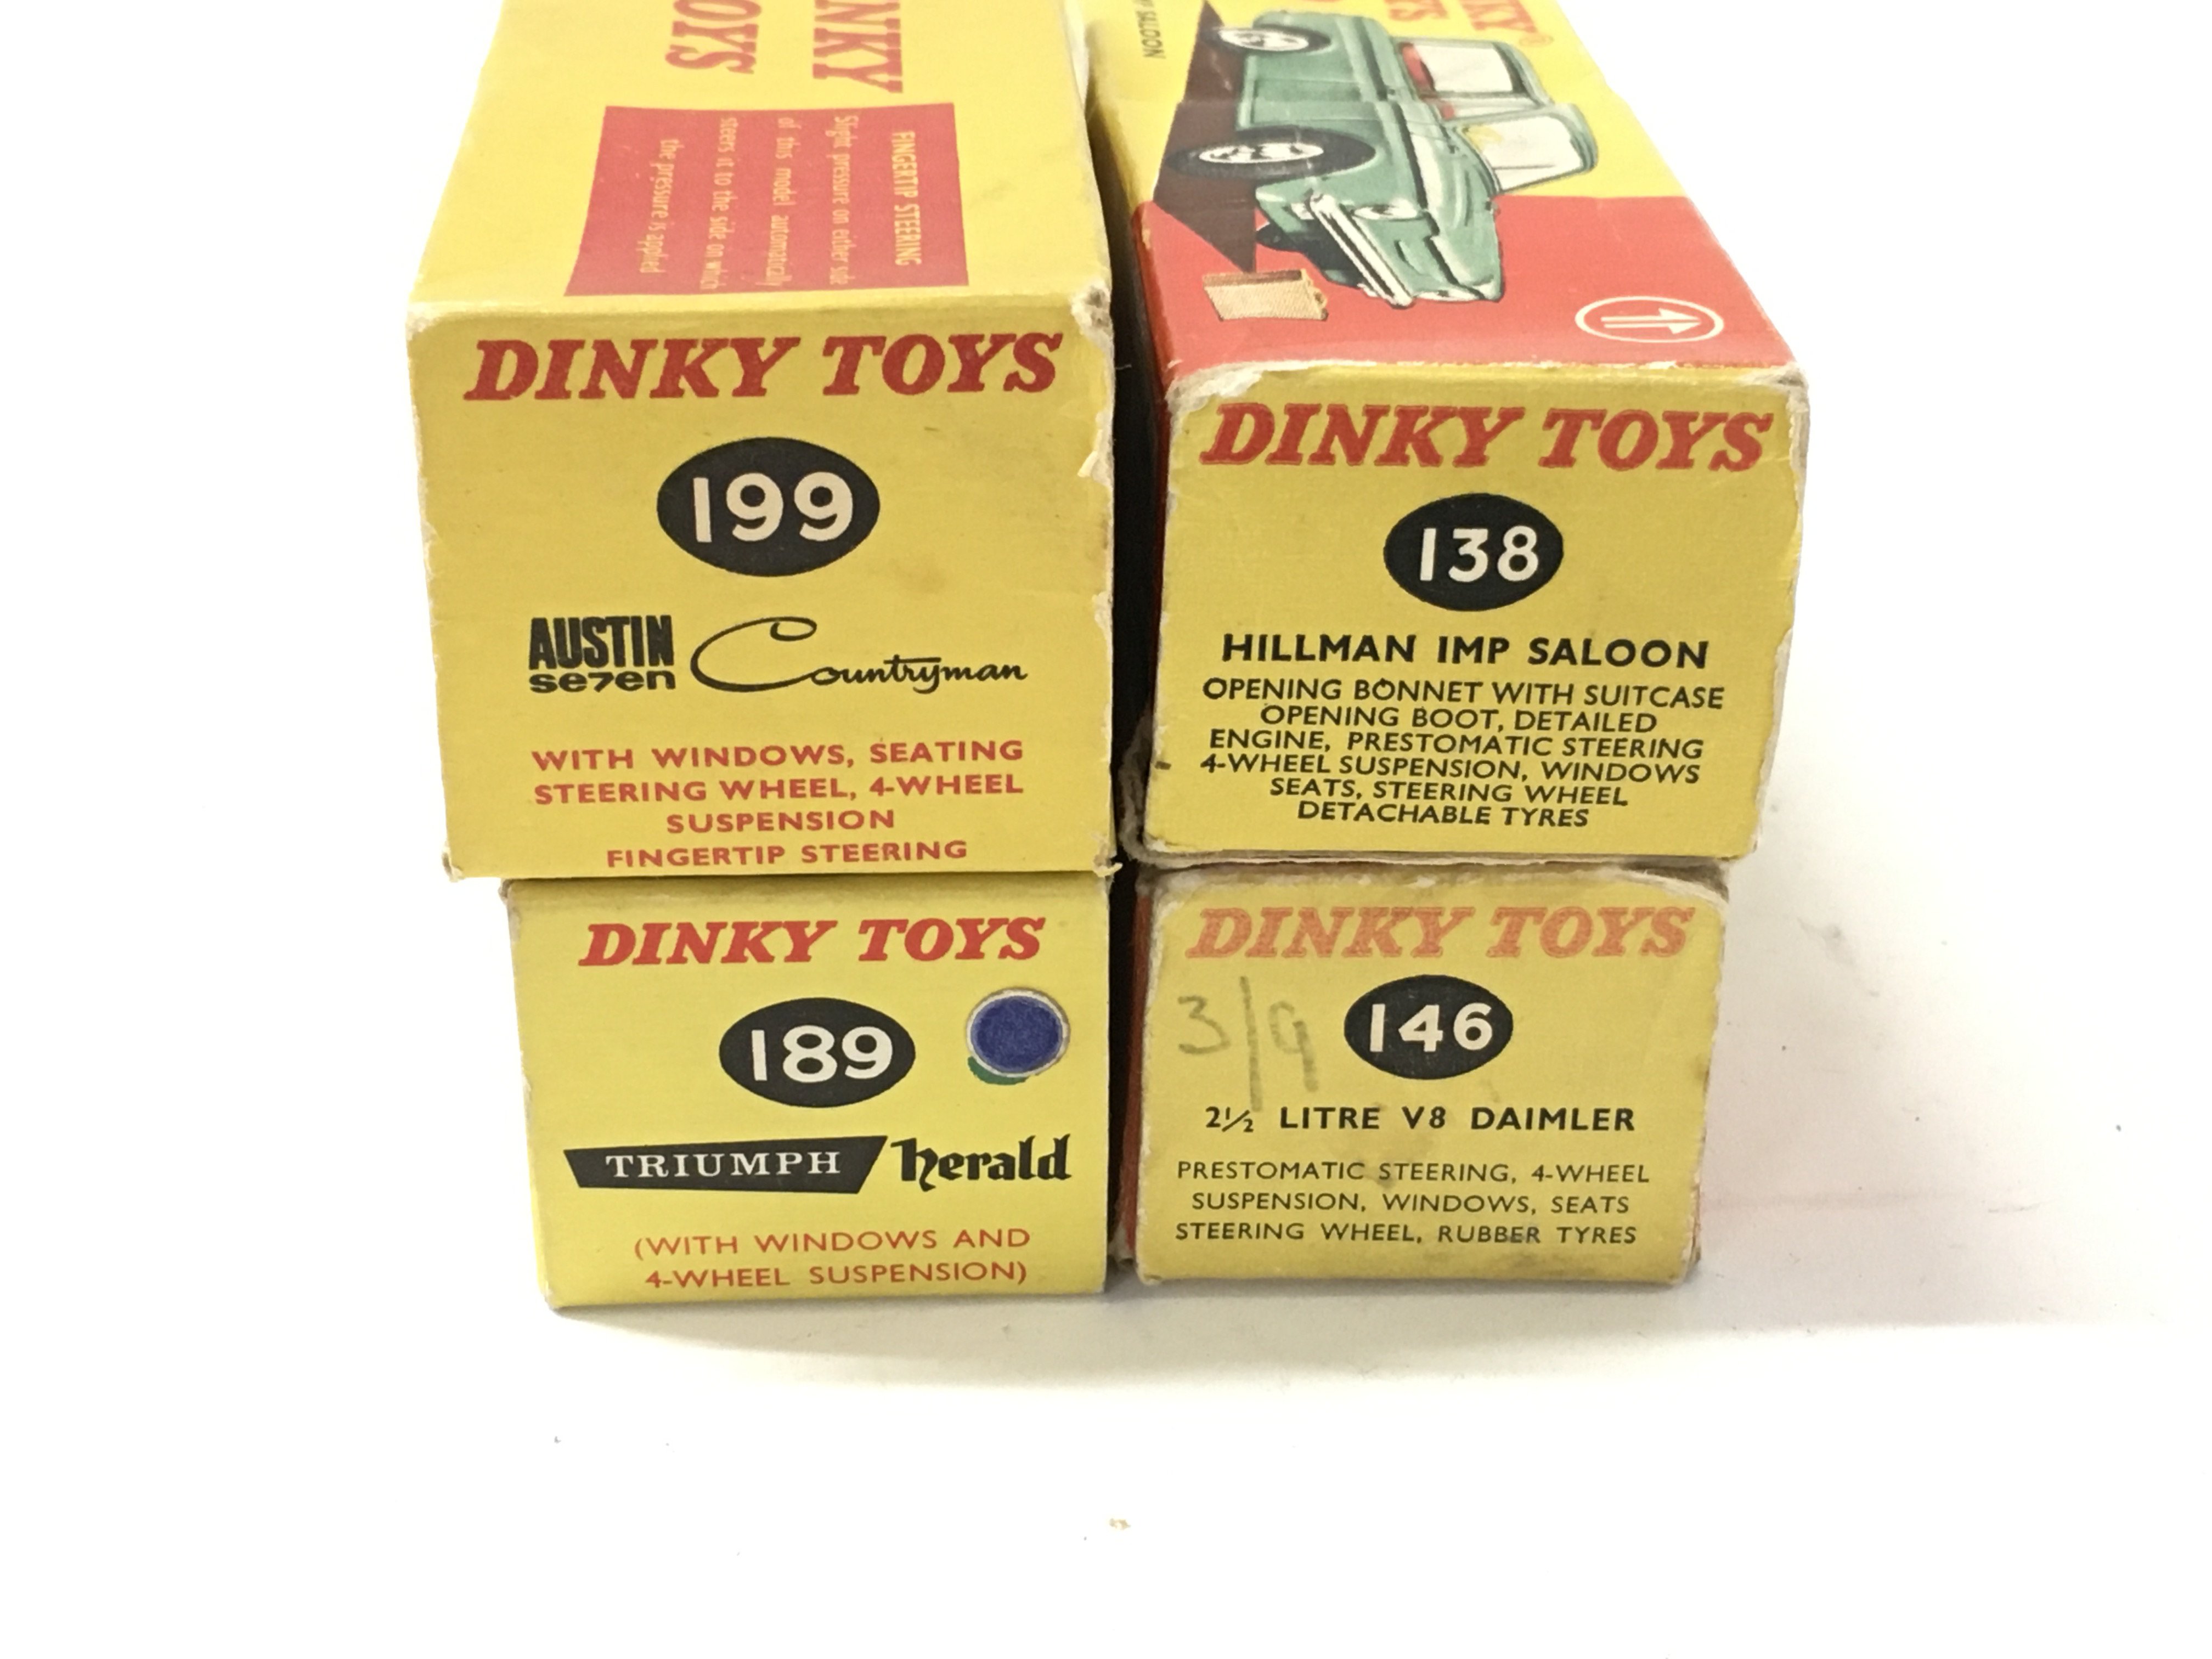 NKY
OYS
FINGERTIP STEERING
Slight pressure on either side
of this model automatically
steers it to the side on which
the pressure is applied
DINKY TOYS
199
AUSTIN
se7en Countryman
WITH WINDOWS, SEATING
STEERING WHEEL, 4-WHEEL
SUSPENSION
FINGERTIP STEERING
SALOON
DINKY TOYS
138
HILLMAN IMP SALOON
OPENING BONNET WITH SUITCASE
OPENING BOOT, DETAILED
ENGINE, PRESTOMATIC STEERING
4-WHEEL SUSPENSION, WINDOWS
SEATS, STEERING WHEEL
DETACHABLE TYRES
DINKY TOYS
189
TRIUMPH herald
(WITH WINDOWS AND
4-WHEEL SUSPENSION)
DINKY TOYS
3/9
146
2½ LITRE V8 DAIMLER
PRESTOMATIC STEERING, 4-WHEEL
SUSPENSION, WINDOWS, SEATS
STEERING WHEEL, RUBBER TYRES